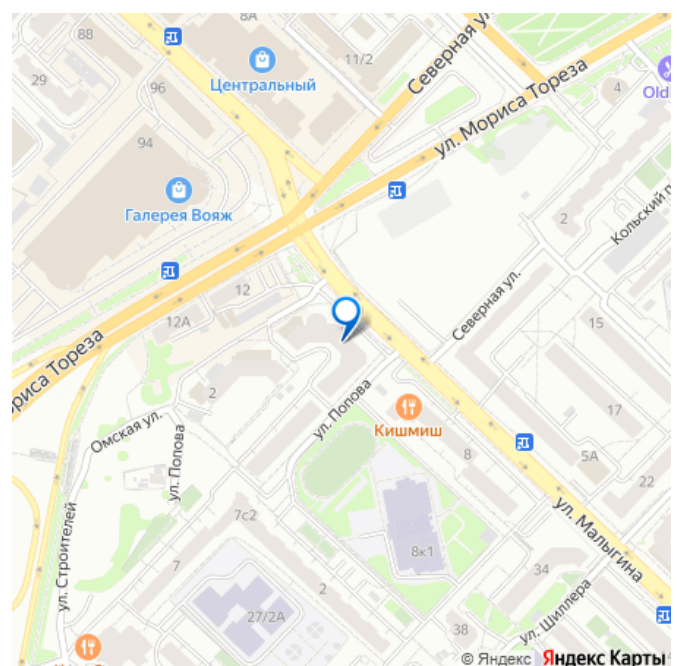 88
8А
Центральный
11/2
Северная ул.
29
96
ул. Мориса Тореза
4
Old
94
Галерея Вояж
2
Кольский п
12
12А
Северная ул.
15
ориса Тореза
2
ул. Попова
Кишмиш
17
Омская ул.
ул. Попова
8
5А
22
ул. Строителей
7с2
ул. Малыгина
8к1
7
2
34
27/2А
ул. Шиллера
38
© Яндекс Яндекс Карты